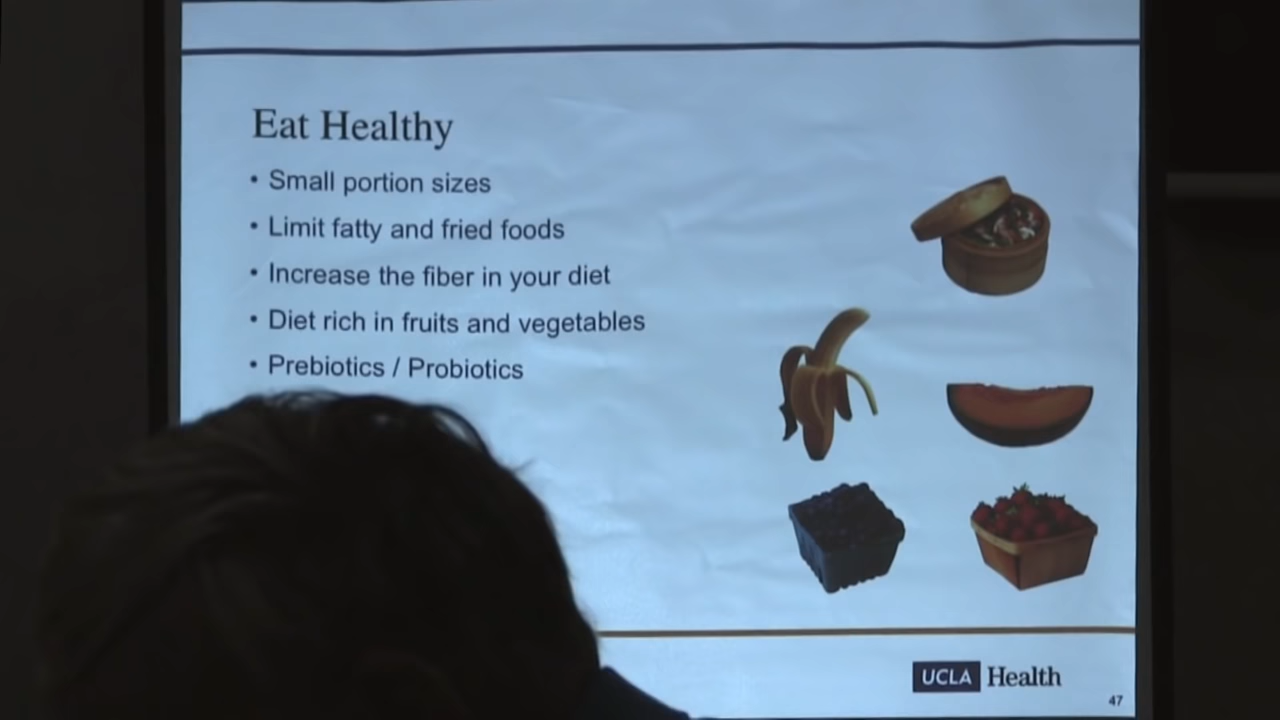 Eat Healthy
• Small portion sizes
• Limit fatty and fried foods
• Increase the fiber in your diet
• Diet rich in fruits and vegetables
• Prebiotics / Probiotics
UCLA Health
47